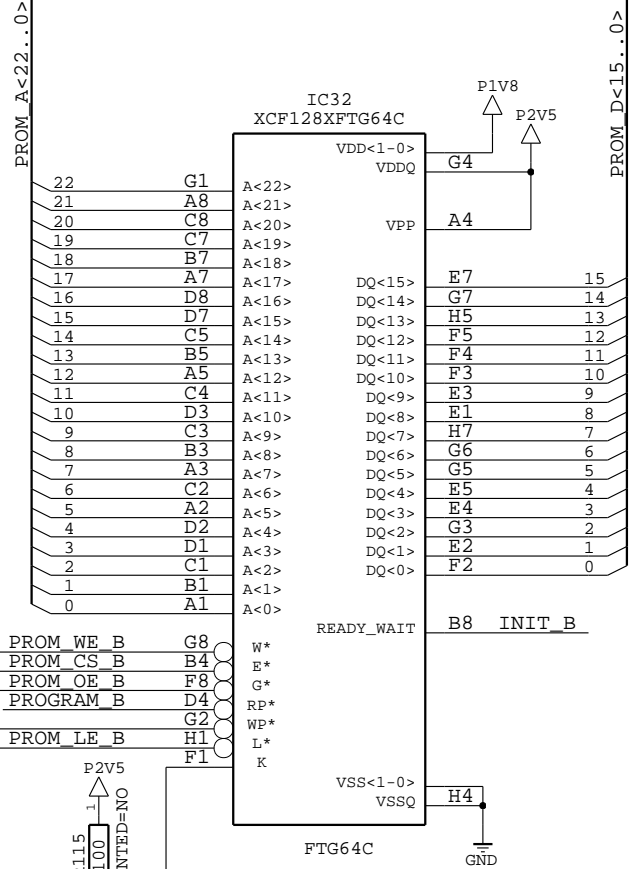 PROM_A<22..0>
PROM_D<15..0>
IC32
XCF128XFTG64C
P1V8
P2V5
VDD<1-0>
VDDQ G4
VPP A4
22 G1 A<22>
21 A8 A<21>
20 C8 A<20>
19 C7 A<19>
18 B7 A<18>
17 A7 A<17>
16 D8 A<16>
15 D7 A<15>
14 C5 A<14>
13 B5 A<13>
12 A5 A<12>
11 C4 A<11>
10 D3 A<10>
9 C3 A<9>
8 B3 A<8>
7 A3 A<7>
6 C2 A<6>
5 A2 A<5>
4 D2 A<4>
3 D1 A<3>
2 C1 A<2>
1 B1 A<1>
0 A1 A<0>
DQ<15> E7 15
DQ<14> G7 14
DQ<13> H5 13
DQ<12> F5 12
DQ<11> F4 11
DQ<10> F3 10
DQ<9> E3 9
DQ<8> E1 8
DQ<7> H7 7
DQ<6> G6 6
DQ<5> G5 5
DQ<4> E5 4
DQ<3> E4 3
DQ<2> G3 2
DQ<1> E2 1
DQ<0> F2 0
READY_WAIT B8 INIT_B
PROM_WE_B G8 W*
PROM_CS_B B4 E*
PROM_OE_B F8 G*
PROGRAM_B D4 RP*
G2 WP*
PROM_LE_B H1 L*
F1 K
P2V5
1
115
100
NTED=NO
VSS<1-0>
VSSQ H4
GND
FTG64C